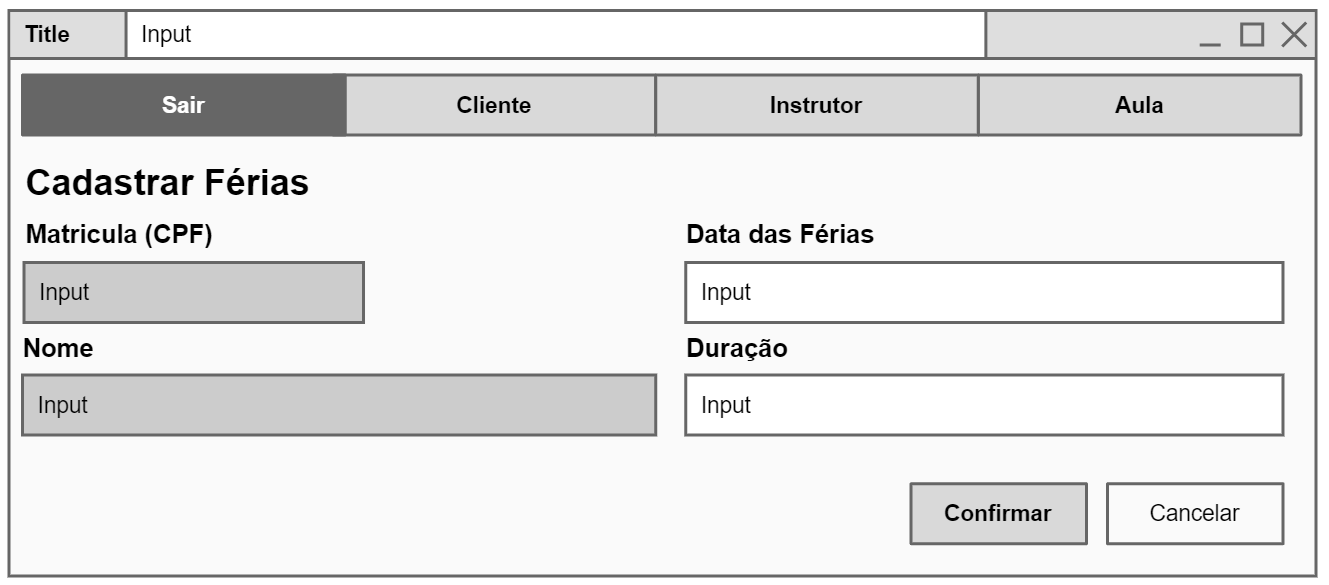 Title Input
Sair Cliente Instrutor Aula
Cadastrar Férias
Matricula (CPF) Data das Férias
Input Input
Nome Duração
Input Input
Confirmar Cancelar